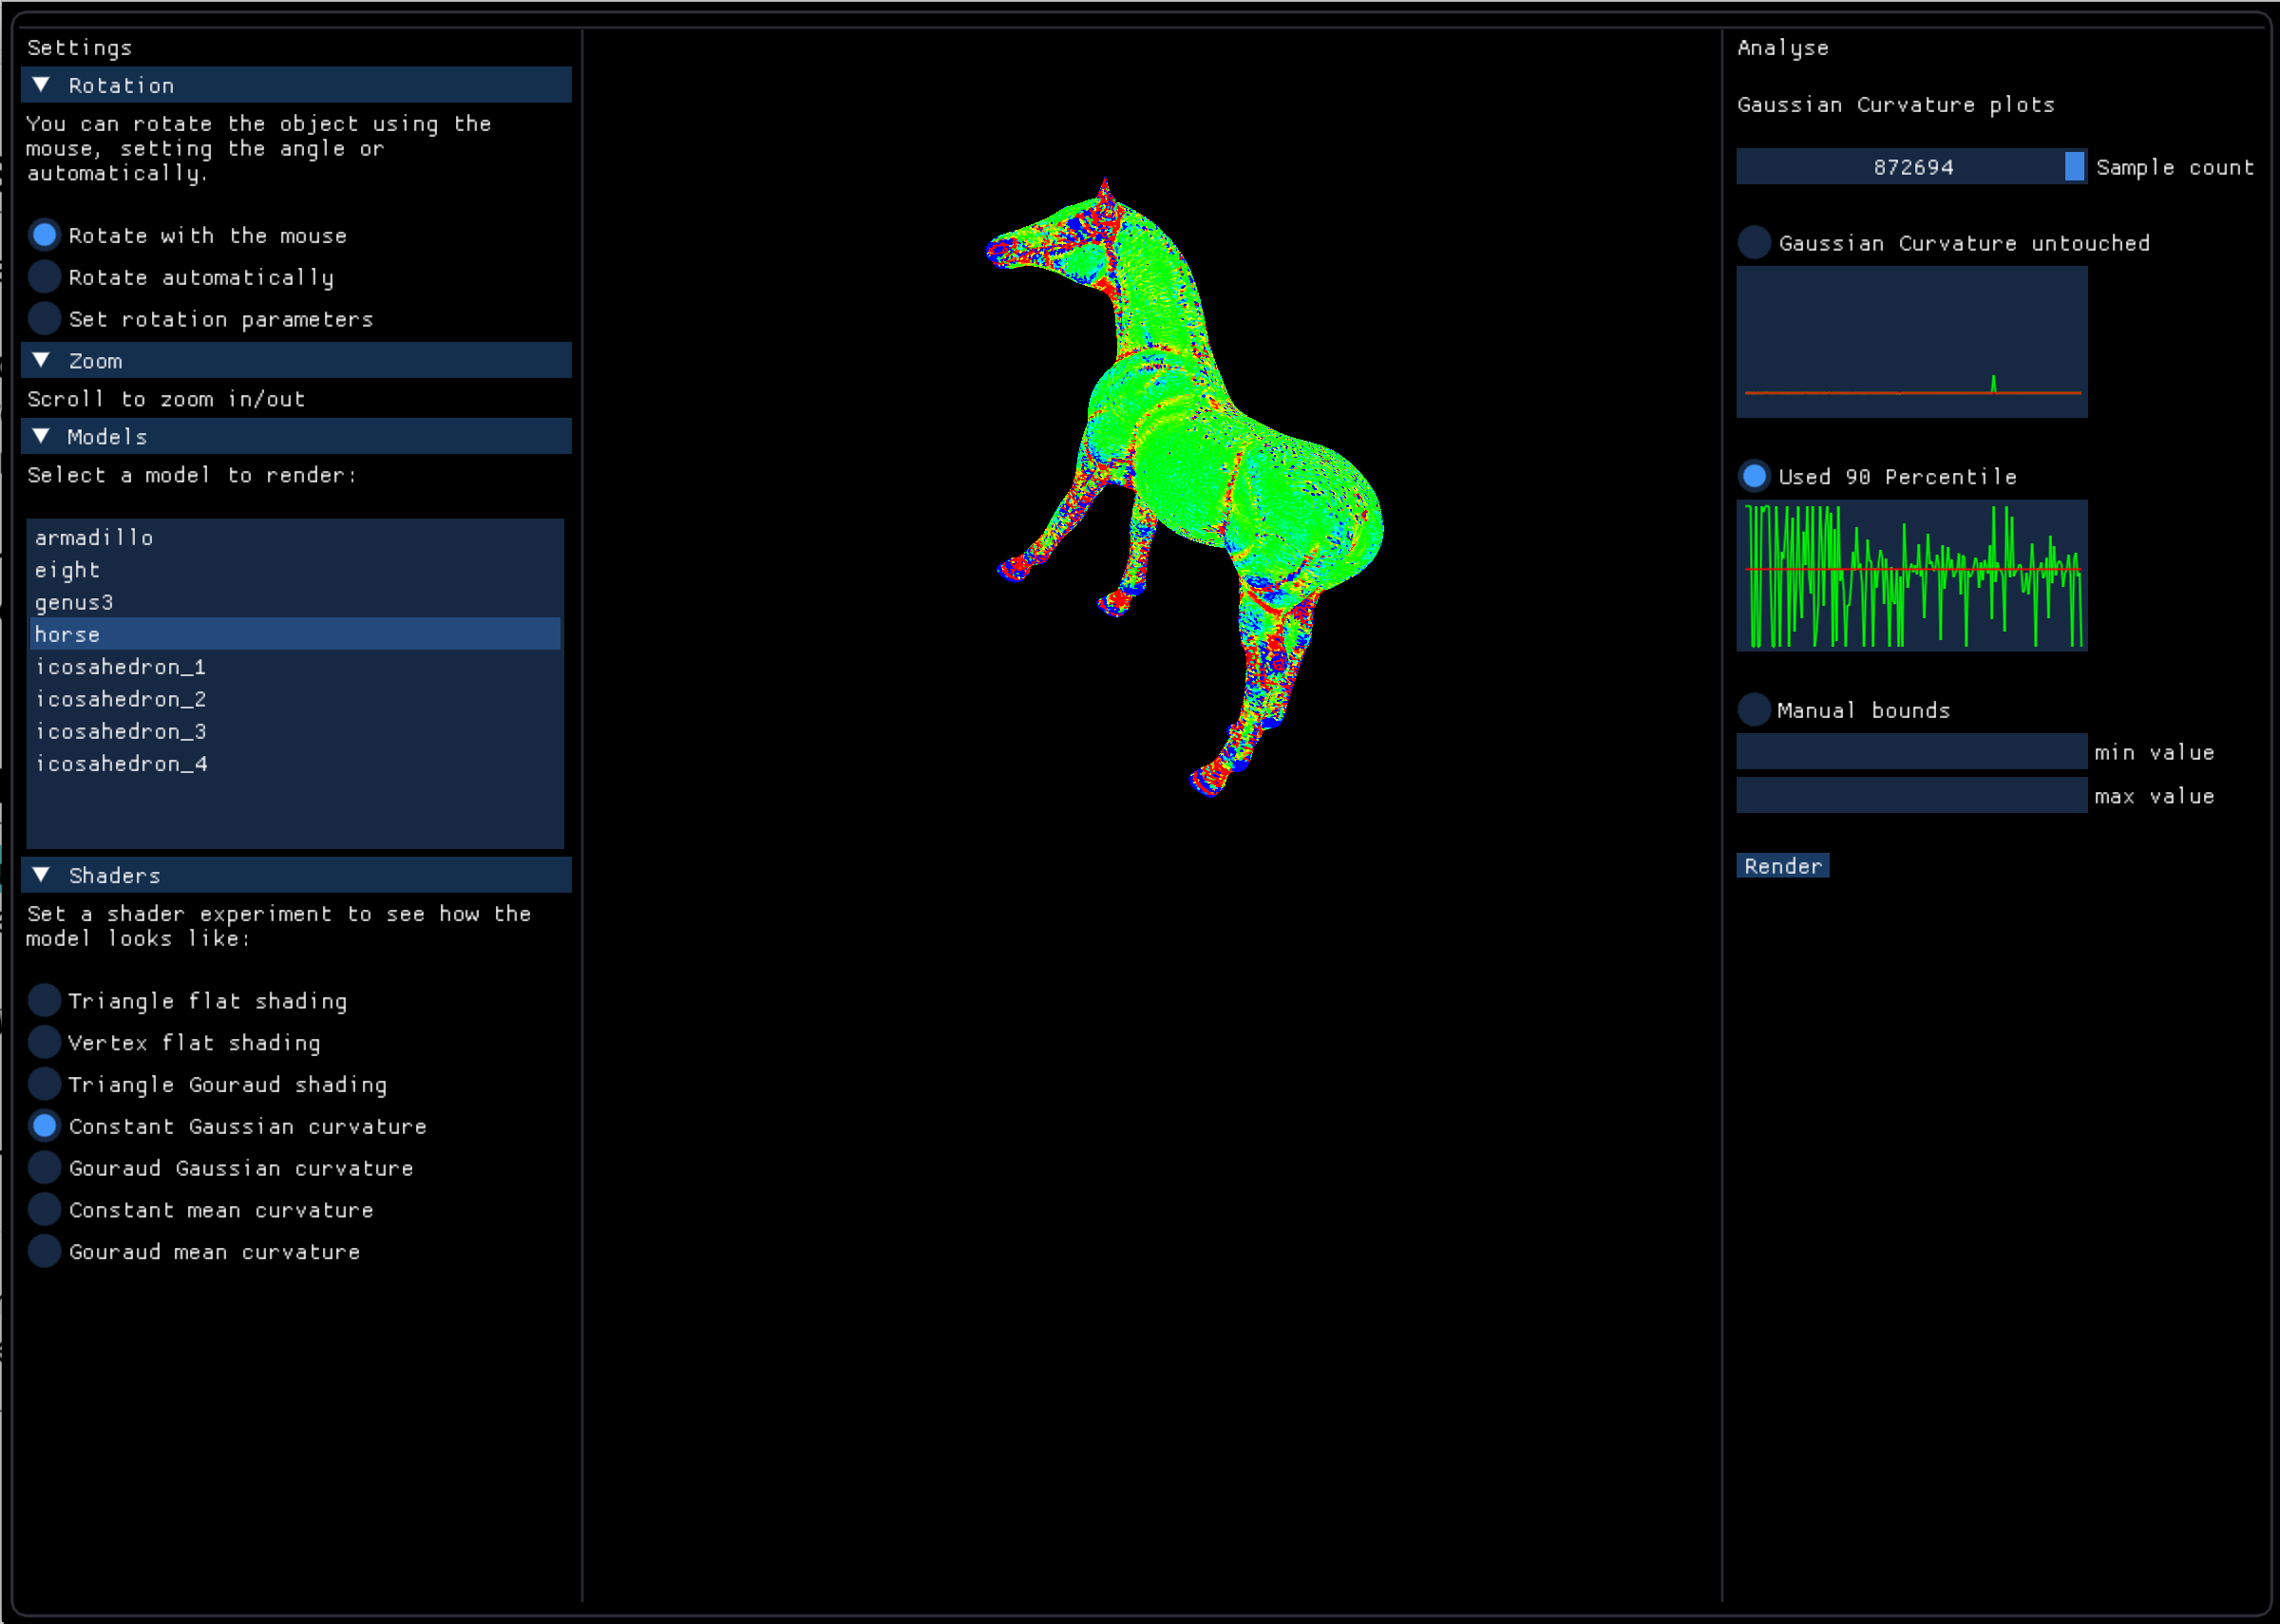 Settings
Rotation
You can rotate the object using the
mouse, setting the angle or
automatically.
Rotate with the mouse
Rotate automatically
Set rotation parameters
Zoom
Scroll to zoom in/out
Models
Select a model to render:
armadillo
eight
genus3
horse
icosahedron_1
icosahedron_2
icosahedron_3
icosahedron_4
Shaders
Set a shader experiment to see how the
model looks like:
Triangle flat shading
Vertex flat shading
Triangle Gouraud shading
Constant Gaussian curvature
Gouraud Gaussian curvature
Constant mean curvature
Gouraud mean curvature
Analyse
Gaussian Curvature plots
872694 Sample count
Gaussian Curvature untouched
Used 90 Percentile
Manual bounds
min value
max value
Render